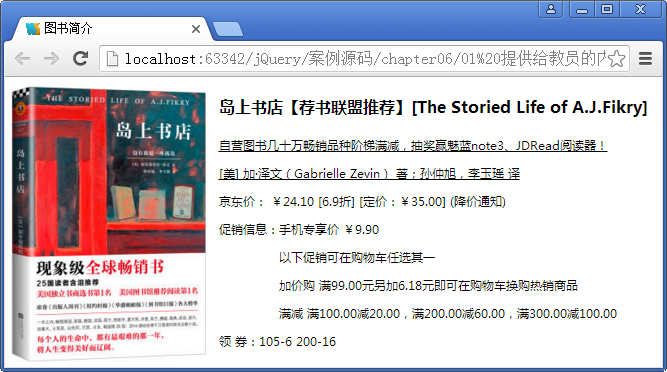 图书简介
localhost:63342/jQuery/案例源码/chapter06/01%20提供给教员的内
THE STORIED LIFE OF A.J.FIKRY
岛上书店
现象级全球畅销书
25国读者含泪推荐
美国独立书商选书第1名 美国图书馆推荐阅读第1名
每个人的生命中，都有最艰难的那一年，
将人生变得美好而辽阔。
岛上书店【荐书联盟推荐】[The Storied Life of A.J.Fikry]
自营图书几十万畅销品种阶梯满减，抽奖赢魅蓝note3、JDRead阅读器！
[美] 加·泽文（Gabrielle Zevin） 著；孙仲旭，李玉瑶 译
京东价：￥24.10 [6.9折] [定价：￥35.00] (降价通知)
促销信息：手机专享价 ￥9.90
以下促销可在购物车任选其一
加价购 满99.00元另加6.18元即可在购物车换购热销商品
满减 满100.00减20.00，满200.00减60.00，满300.00减100.00
领 券：105-6 200-16